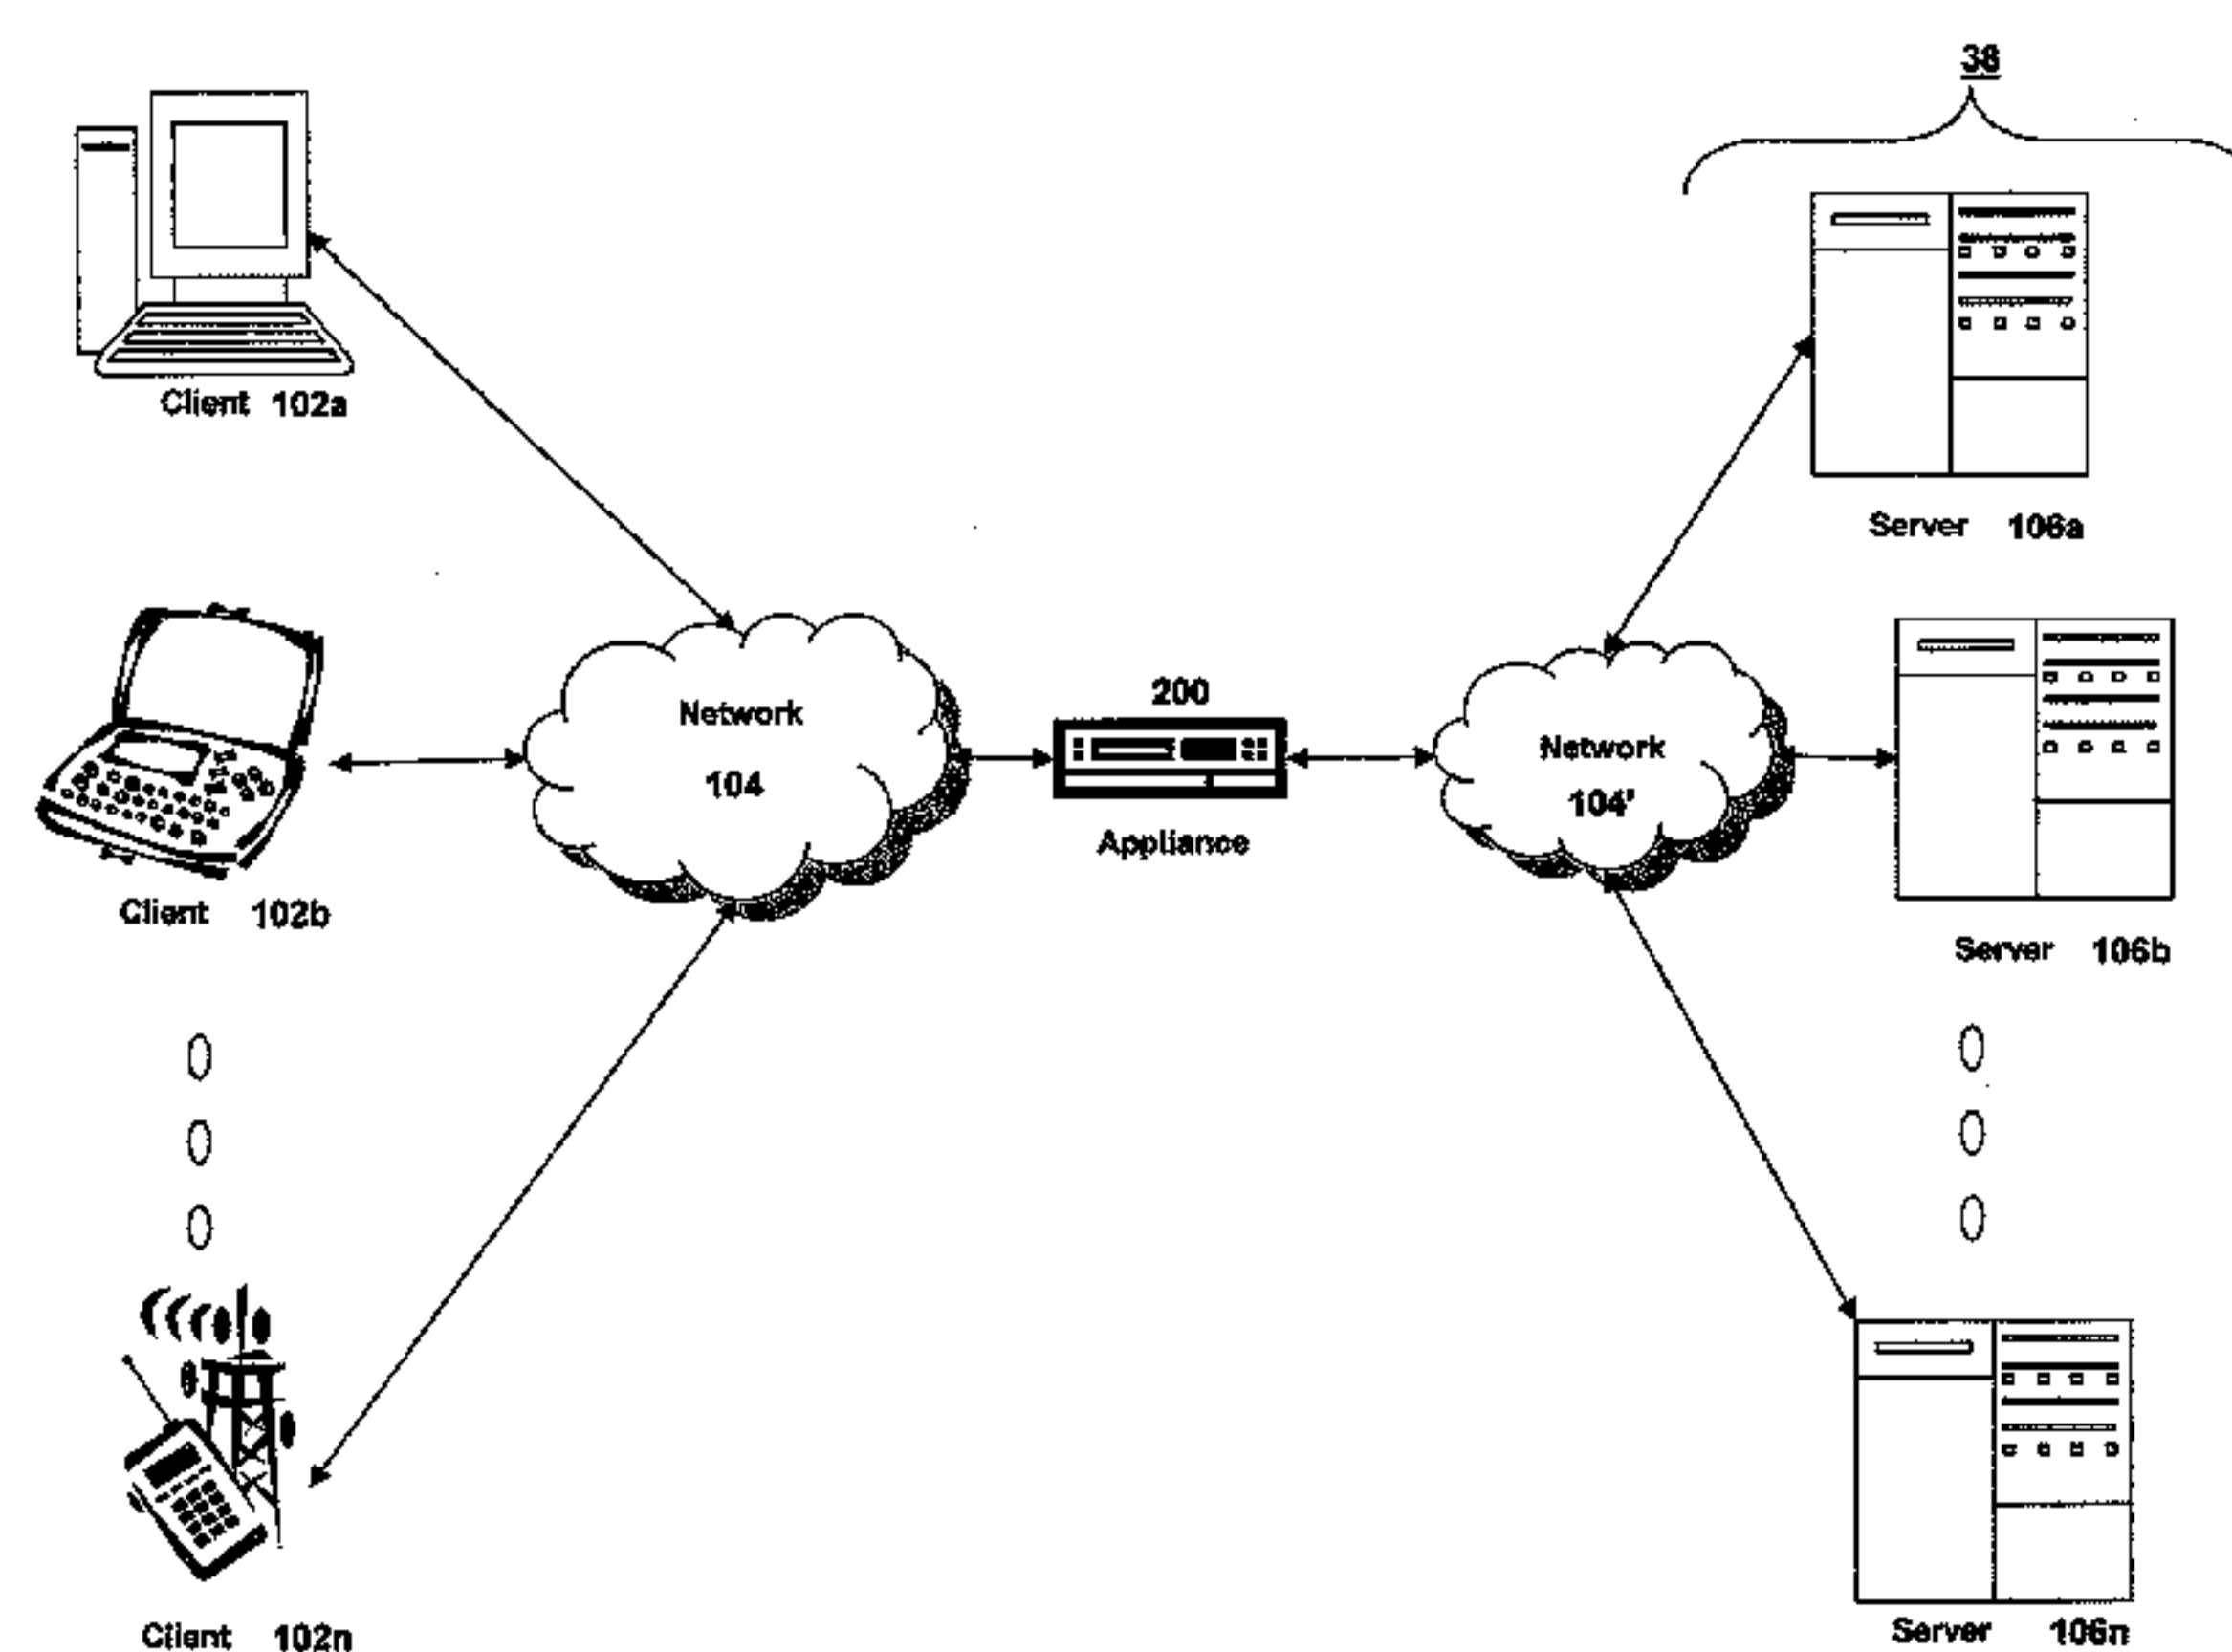 38
Client 102a
Server 106a
Network
104
200
Appliance
Network
104'
Client 102b
Server 106b
Client 102n
Server 106n